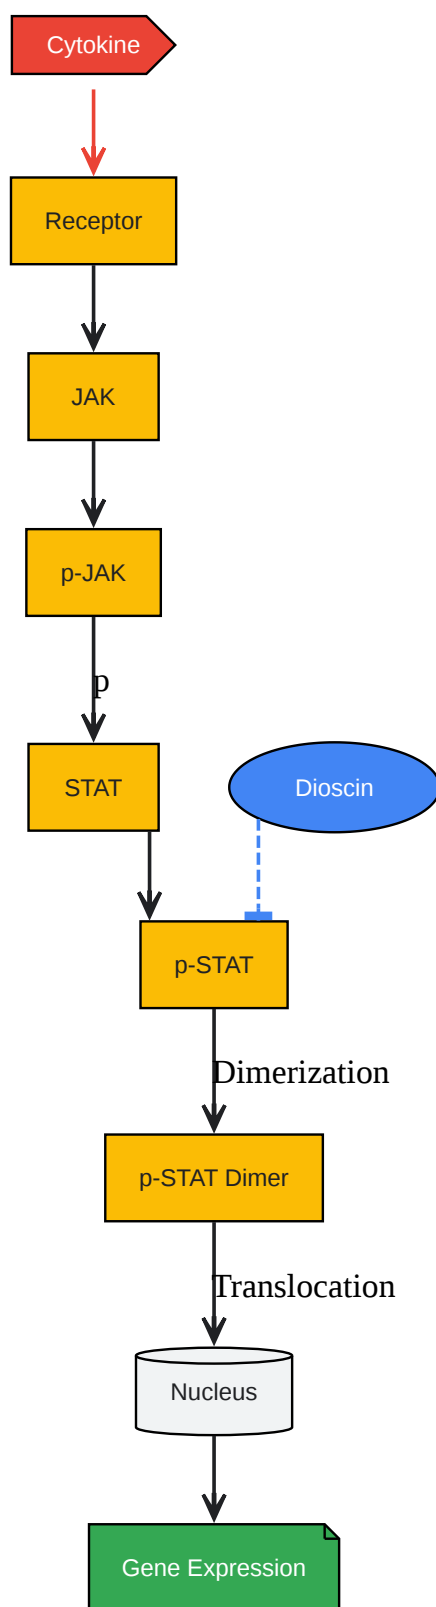 Cytokine
Receptor
JAK
p-JAK
p
STAT
Dioscin
p-STAT
Dimerization
p-STAT Dimer
Translocation
Nucleus
Gene Expression